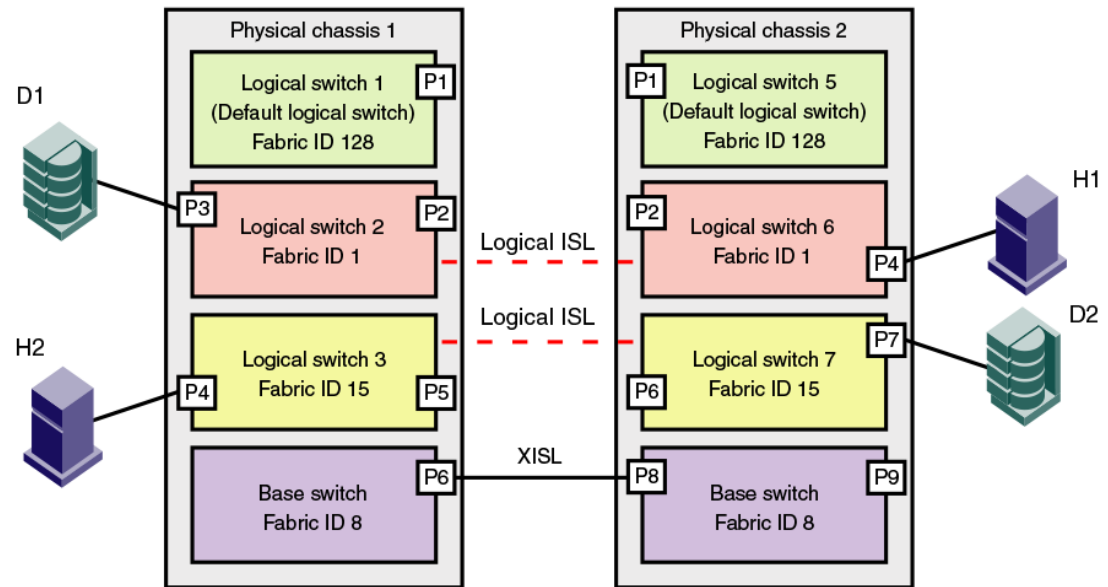 Physical chassis 1
Physical chassis 2
Logical switch 1
(Default logical switch)
Fabric ID 128
P1
P1
Logical switch 5
(Default logical switch)
Fabric ID 128
D1
H1
P3
Logical switch 2
Fabric ID 1
P2
P2
Logical switch 6
Fabric ID 1
P4
Logical ISL
Logical ISL
D2
H2
P4
Logical switch 3
Fabric ID 15
P5
P6
Logical switch 7
Fabric ID 15
P7
XISL
Base switch
Fabric ID 8
P6
P8
Base switch
Fabric ID 8
P9